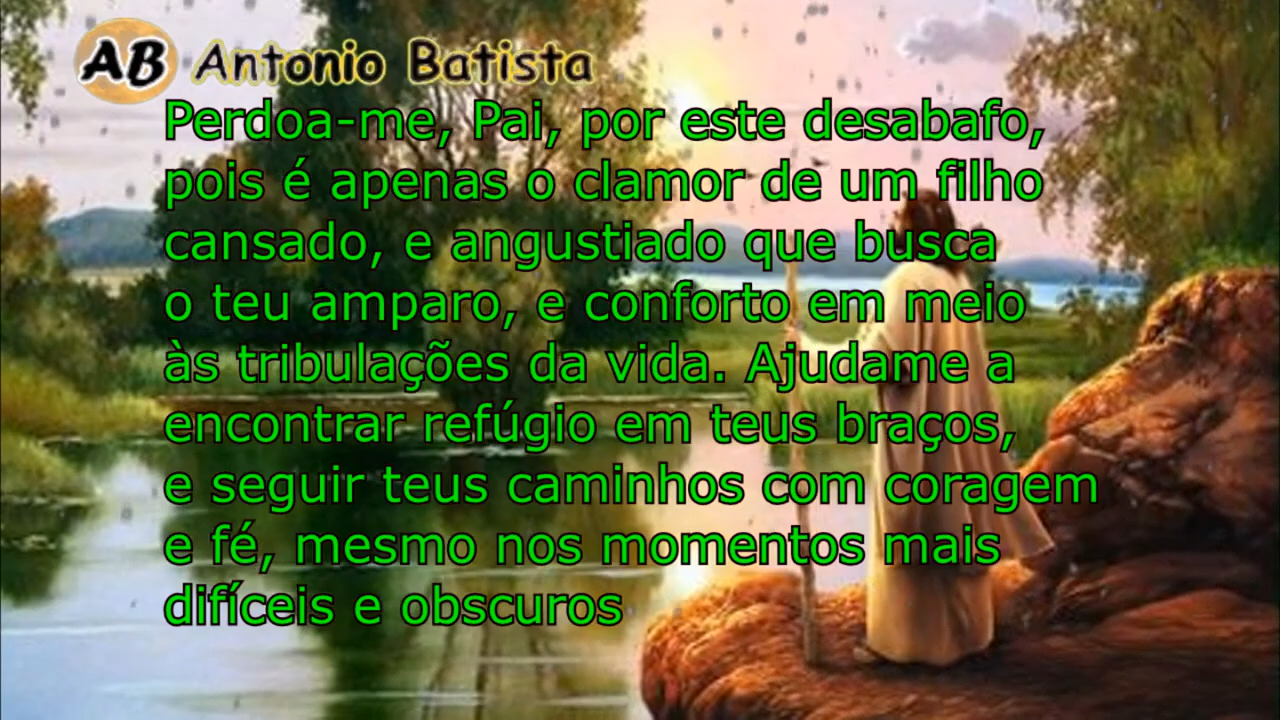 AB Antonio Batista
Perdoa-me, Pai, por este desabafo,
pois é apenas o clamor de um filho
cansado, e angustiado que busca
o teu amparo, e conforto em meio
às tribulações da vida. Ajudame a
encontrar refúgio em teus braços,
e seguir teus caminhos com coragem
e fé, mesmo nos momentos mais
difíceis e obscuros